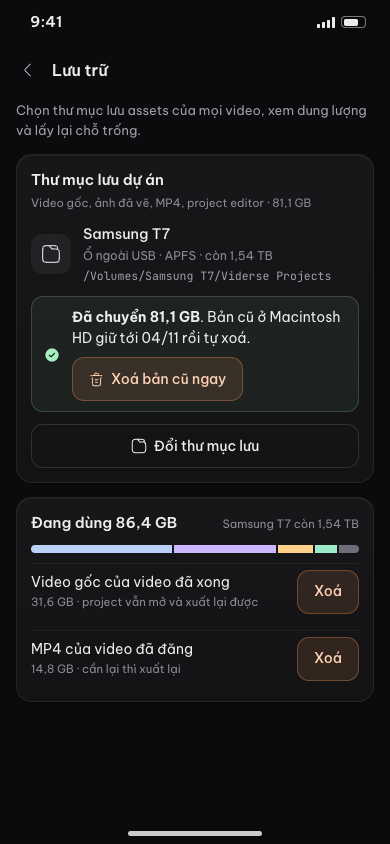 9:41
Lưu trữ
Chọn thư mục lưu assets của mọi video, xem dung lượng
và lấy lại chỗ trống.
Thư mục lưu dự án
Video gốc, ảnh đã vẽ, MP4, project editor · 81,1 GB
Samsung T7
Ổ ngoài USB · APFS · còn 1,54 TB
/Volumes/Samsung T7/Viderse Projects
Đã chuyển 81,1 GB. Bản cũ ở Macintosh
HD giữ tới 04/11 rồi tự xoá.
Xoá bản cũ ngay
Đổi thư mục lưu
Đang dùng 86,4 GB
Samsung T7 còn 1,54 TB
Video gốc của video đã xong
31,6 GB · project vẫn mở và xuất lại được
Xoá
MP4 của video đã đăng
14,8 GB · cần lại thì xuất lại
Xoá